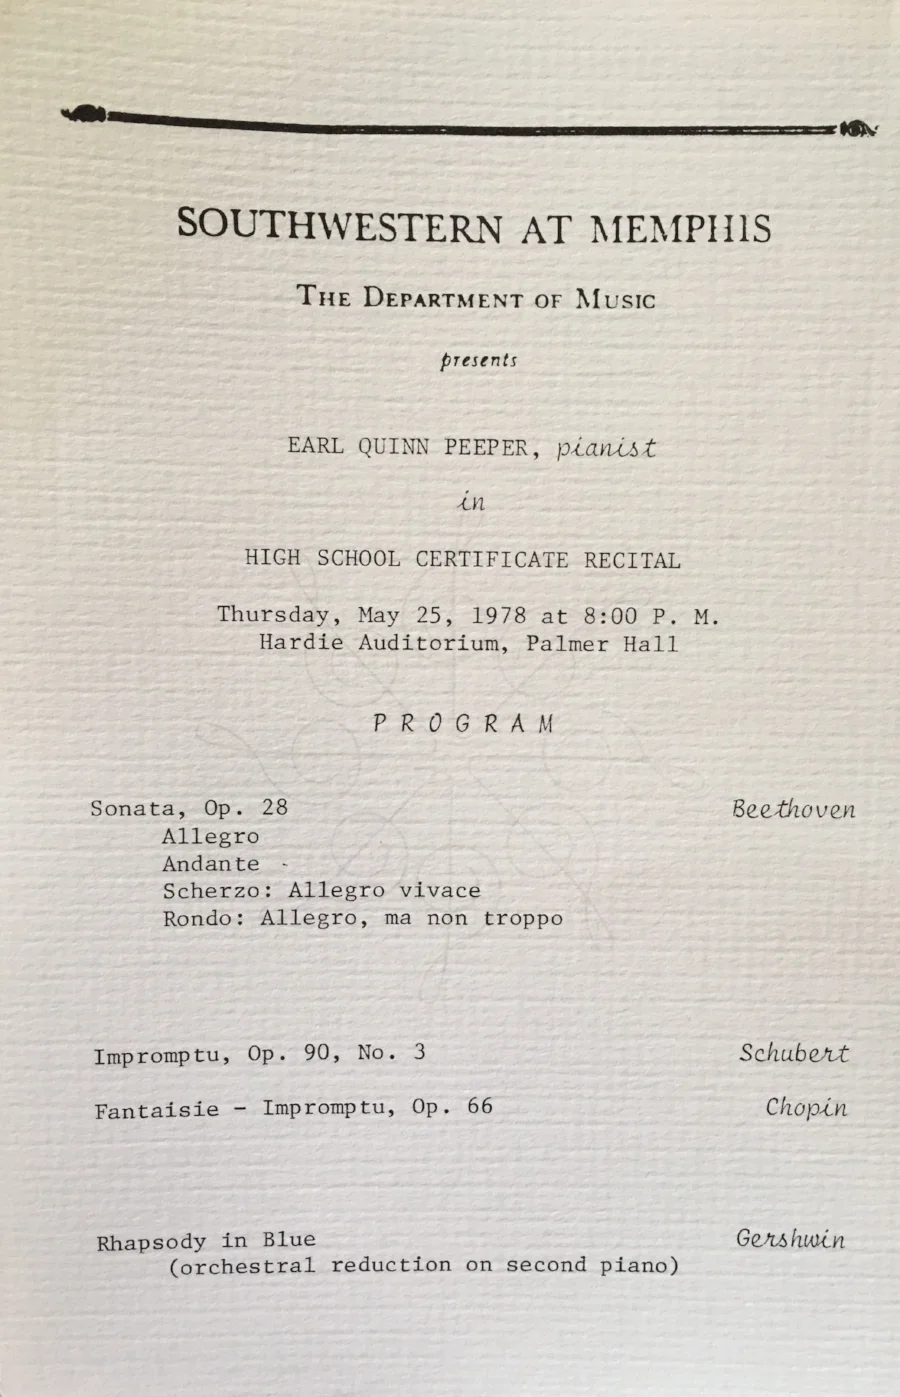 SOUTHWESTERN AT MEMPHIS
THE DEPARTMENT OF MUSIC
presents
EARL QUINN PEEPER, pianist
in
HIGH SCHOOL CERTIFICATE RECITAL
Thursday, May 25, 1978 at 8:00 P. M.
Hardie Auditorium, Palmer Hall
PROGRAM
Sonata, Op. 28 Beethoven
Allegro
Andante
Scherzo: Allegro vivace
Rondo: Allegro, ma non troppo
Impromptu, Op. 90, No. 3 Schubert
Fantaisie - Impromptu, Op. 66 Chopin
Rhapsody in Blue Gershwin
(orchestral reduction on second piano)